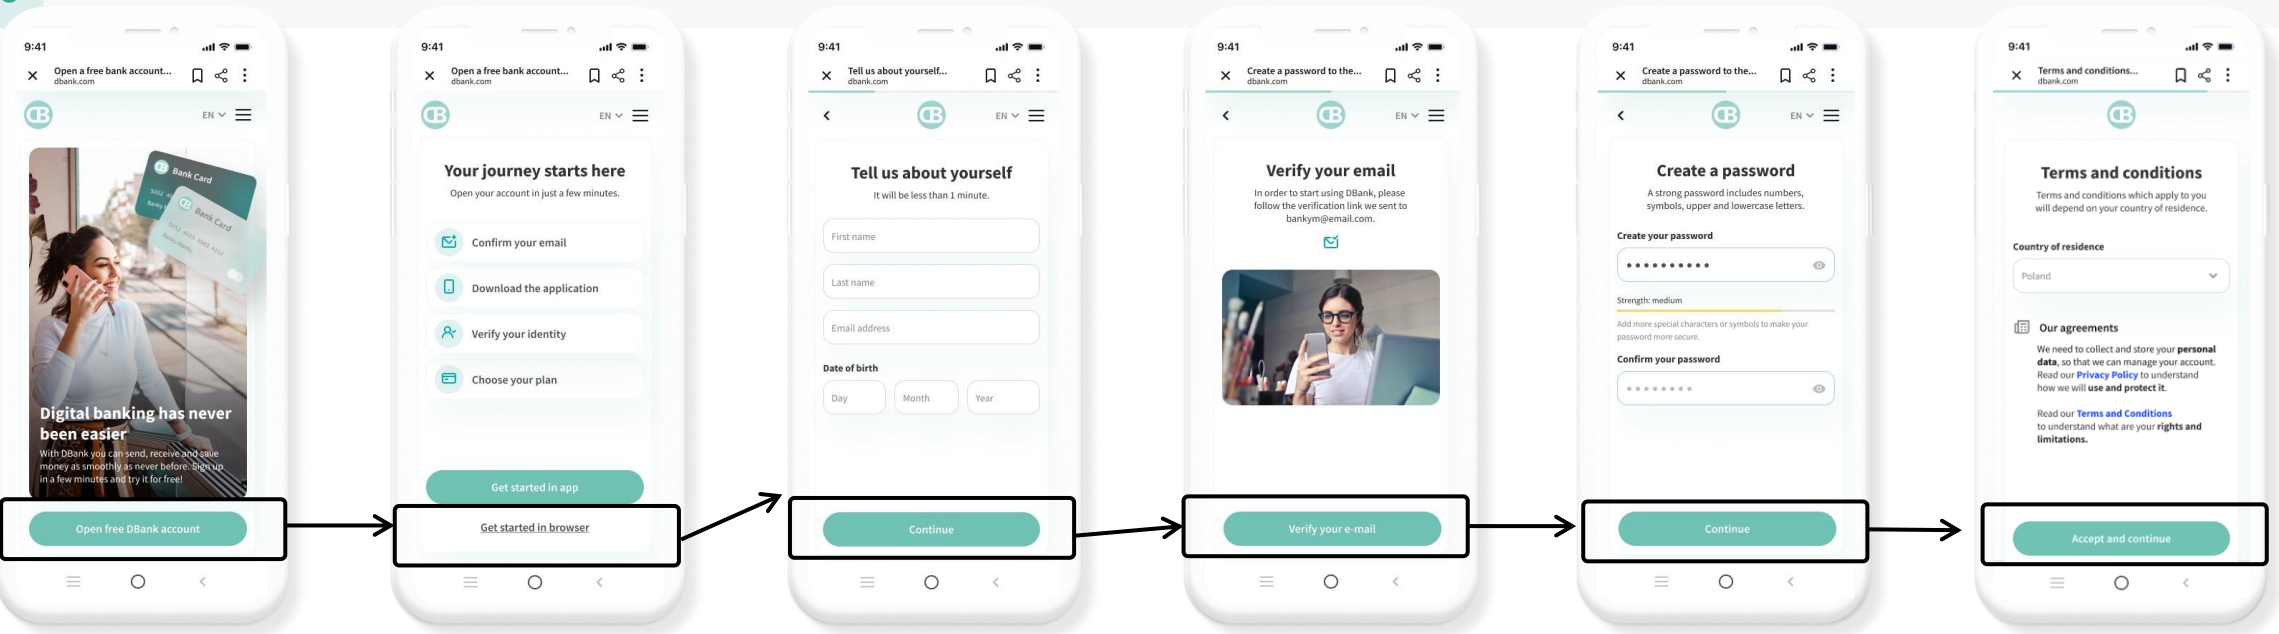 9:41
Open a free bank account...
dbank.com
EN
Bank Card
Bank Card
Digital banking has never
been easier
With DBank you can send, receive and save
money as smoothly as never before. Sign up
in a few minutes and try it for free!
Open free DBank account
9:41
Open a free bank account...
dbank.com
EN
Your journey starts here
Open your account in just a few minutes.
Confirm your email
Download the application
Verify your identity
Choose your plan
Get started in app
Get started in browser
9:41
Tell us about yourself...
dbank.com
EN
Tell us about yourself
It will be less than 1 minute.
First name
Last name
Email address
Date of birth
Day Month Year
Continue
9:41
Create a password to the...
dbank.com
EN
Verify your email
In order to start using DBank, please
follow the verification link we sent to
bankym@email.com.
Verify your e-mail
9:41
Create a password to the...
dbank.com
EN
Create a password
A strong password includes numbers,
symbols, upper and lowercase letters.
Create your password
Strength: medium
Add more special characters or symbols to make your
password more secure.
Confirm your password
Continue
9:41
Terms and conditions...
dbank.com
Terms and conditions
Terms and conditions which apply to you
will depend on your country of residence.
Country of residence
Poland
Our agreements
We need to collect and store your personal
data, so that we can manage your account.
Read our Privacy Policy to understand
how we will use and protect it.
Read our Terms and Conditions
to understand what are your rights and
limitations.
Accept and continue